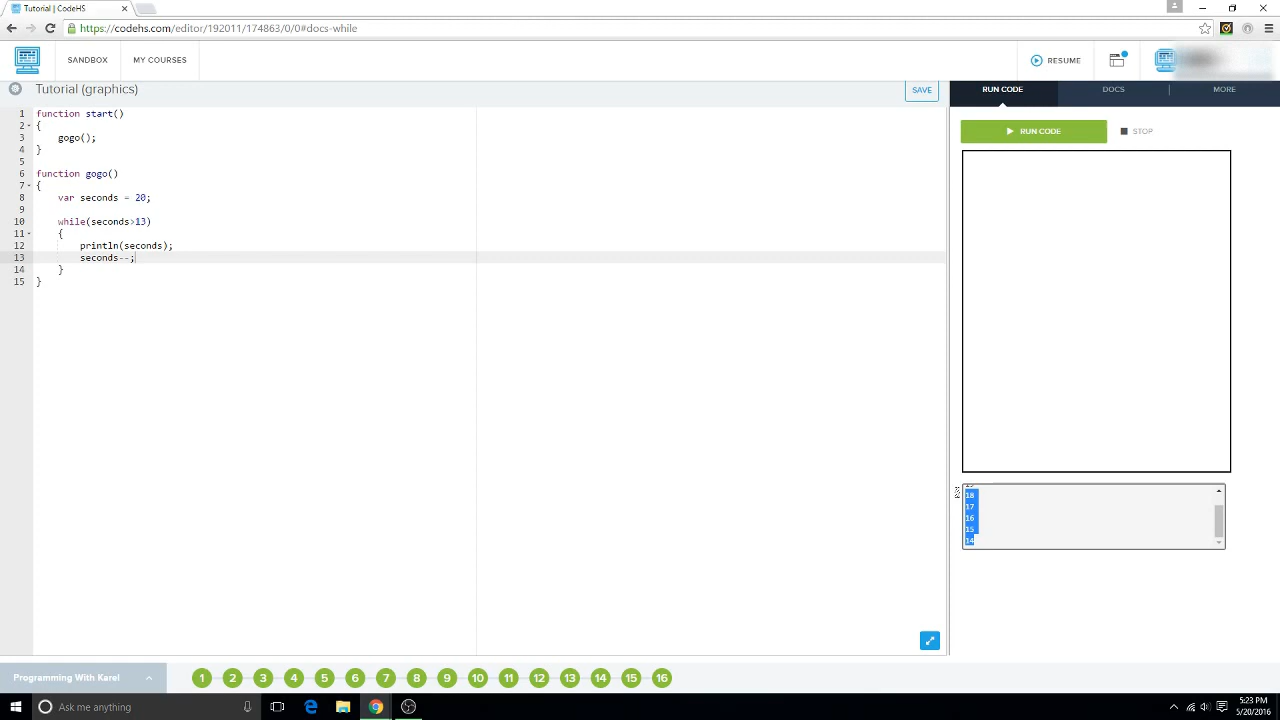 Tutorial | CodeHS
https://codehs.com/editor/192011/174863/0/0#docs-while
SANDBOX
MY COURSES
RESUME
Tutorial (graphics)
SAVE
RUN CODE
DOCS
MORE
1 function start()
2 {
3 gogo();
4 }
5
6 function gogo()
7 {
8 var seconds = 20;
9
10 while(seconds>13)
11 {
12 println(seconds);
13 seconds--;
14 }
15 }
RUN CODE
STOP
18
17
16
15
14
Programming With Karel
1 2 3 4 5 6 7 8 9 10 11 12 13 14 15 16
Ask me anything
5:23 PM
5/20/2016